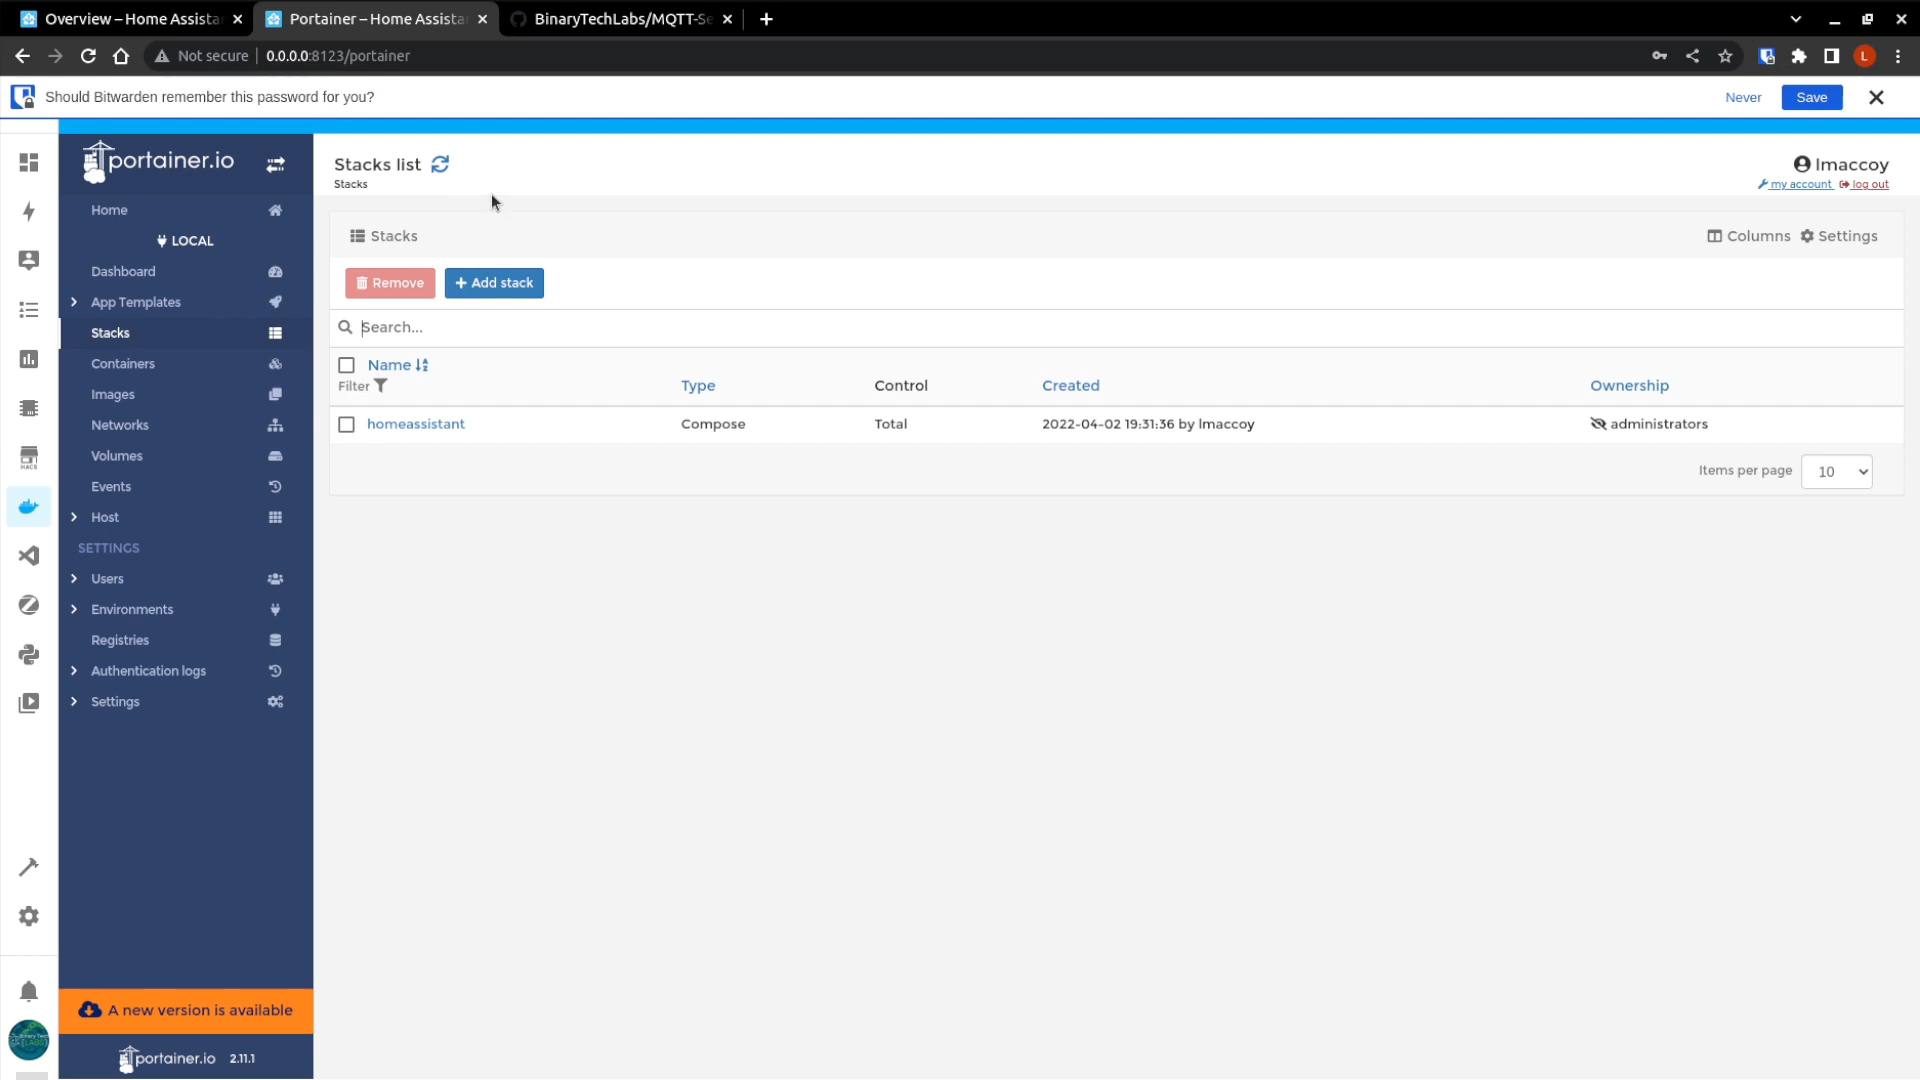 Overview – Home Assista
Portainer – Home Assista
BinaryTechLabs/MQTT-Se
Not secure
0.0.0.0:8123/portainer
L
Should Bitwarden remember this password for you?
Never
Save
portainer.io
Stacks list
Stacks
lmaccoy
my account
log out
Home
LOCAL
Dashboard
App Templates
Stacks
Containers
Images
Networks
Volumes
Events
Host
SETTINGS
Users
Environments
Registries
Authentication logs
Settings
HACS
Stacks
Columns
Settings
Remove
+ Add stack
Search...
Name
Filter
Type
Control
Created
Ownership
homeassistant
Compose
Total
2022-04-02 19:31:36 by lmaccoy
administrators
Items per page
10
A new version is available
portainer.io 2.11.1